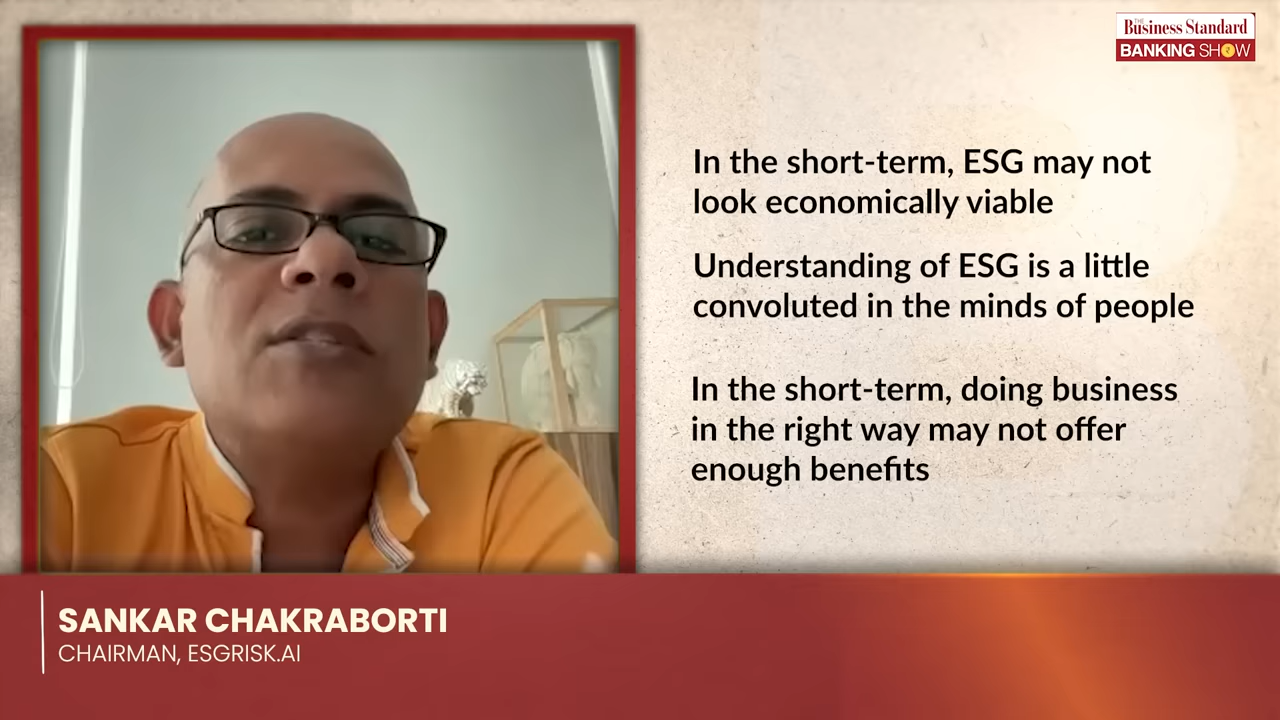 THE
Business Standard
BANKING SHOW
In the short-term, ESG may not
look economically viable
Understanding of ESG is a little
convoluted in the minds of people
In the short-term, doing business
in the right way may not offer
enough benefits
SANKAR CHAKRABORTI
CHAIRMAN, ESGRISK.AI